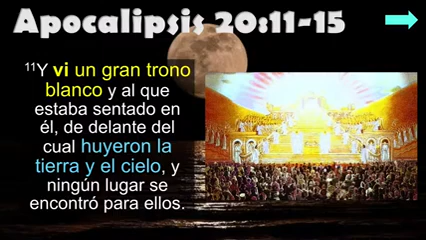 Apocalipsis 20:11-15
¹¹Y vi un gran trono
blanco y al que
estaba sentado en
él, de delante del
cual huyeron la
tierra y el cielo, y
ningún lugar se
encontró para ellos.